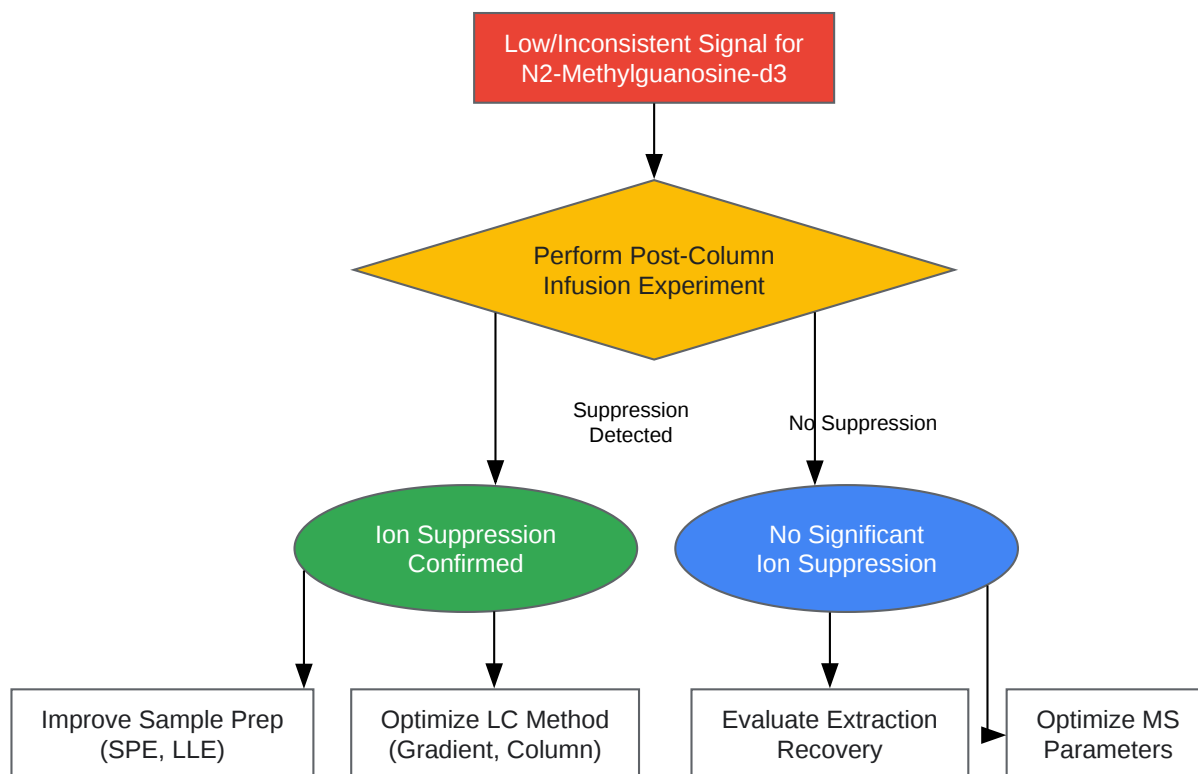 Low/Inconsistent Signal for
N2-Methylguanosine-d3
Perform Post-Column
Infusion Experiment
Suppression
Detected
No Suppression
Ion Suppression
Confirmed
No Significant
Ion Suppression
Improve Sample Prep
(SPE, LLE)
Optimize LC Method
(Gradient, Column)
Evaluate Extraction
Recovery
Optimize MS
Parameters